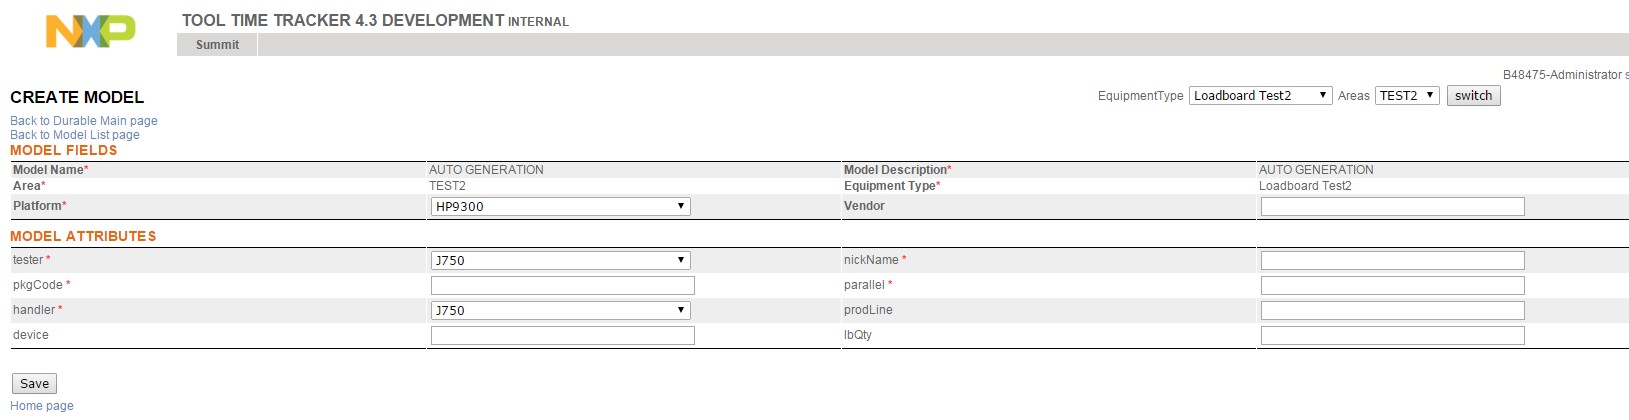 NXP
TOOL TIME TRACKER 4.3 DEVELOPMENT INTERNAL
Summit
B48475-Administrator s
CREATE MODEL
EquipmentType Loadboard Test2 Areas TEST2 switch
Back to Durable Main page
Back to Model List page
MODEL FIELDS
Model Name* AUTO GENERATION Model Description* AUTO GENERATION
Area* TEST2 Equipment Type* Loadboard Test2
Platform* HP9300 Vendor
MODEL ATTRIBUTES
tester * J750 nickName *
pkgCode * parallel *
handler * J750 prodLine
device lbQty
Save
Home page